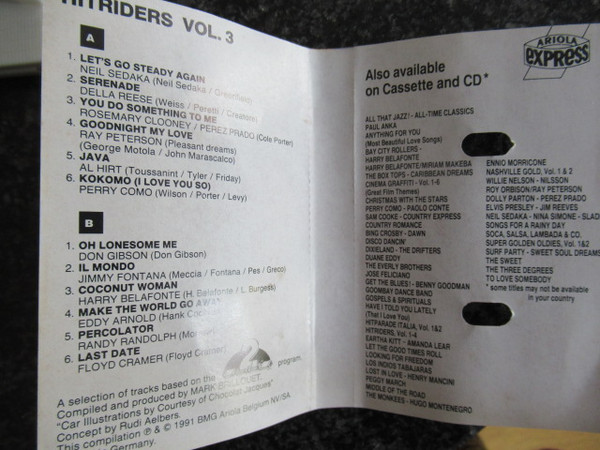 HITRIDERS VOL. 3
A
1. LET'S GO STEADY AGAIN
NEIL SEDAKA (Neil Sedaka / Greenfield)
2. SERENADE
DELLA REESE (Weiss / Peretti / Creatore)
3. YOU DO SOMETHING TO ME
ROSEMARY CLOONEY / PEREZ PRADO (Cole Porter)
4. GOODNIGHT MY LOVE
RAY PETERSON (Pleasant dreams)
(George Motola / John Marascalco)
5. JAVA
AL HIRT (Toussanint / Tyler / Friday)
6. KOKOMO (I LOVE YOU SO)
PERRY COMO (Wilson / Porter / Levy)
B
1. OH LONESOME ME
DON GIBSON (Don Gibson)
2. IL MONDO
JIMMY FONTANA (Meccia / Fontana / Pes / Greco)
3. COCONUT WOMAN
HARRY BELAFONTE (H. Belafonte / L. Burgess)
4. MAKE THE WORLD GO AWAY
EDDY ARNOLD (Hank Coc
5. PERCOLATOR
RANDY RANDOLPH
6. LAST DATE
FLOYD CRAMER (Floyd Cramer)
A selection of tracks based on the program.
Compiled and produced by MARK
"Car Illustrations by Courtesy of Chocolat Jacques"
Concept by Rudi Aelbers.
This compilation ℗ & © 1991 BMG Ariola Belgium NV/SA
Germany.
ARIOLA
EXPRESS
Also available
on Cassette and CD*
ALL THAT JAZZ! - ALL-TIME CLASSICS
PAUL ANKA
ANYTHING FOR YOU
(Most Beautiful Love Songs)
BAY CITY ROLLERS -
HARRY BELAFONTE
HARRY BELAFONTE/MIRIAM MAKEBA
THE BOX TOPS - CARIBBEAN DREAMS
CINEMA GRAFFITI - Vol. 1-6
(Great Film Themes)
CHRISTMAS WITH THE STARS
PERRY COMO - PAOLO CONTE
SAM COOKE - COUNTRY EXPRESS
COUNTRY ROMANCE
BING CROSBY - DAWN
DISCO DANCIN'
DIXIELAND - THE DRIFTERS
DUANE EDDY
THE EVERLY BROTHERS
JOSE FELICIANO
GET THE BLUES! - BENNY GOODMAN
GOOMBAY DANCE BAND
GOSPELS & SPIRITUALS
HAVE I TOLD YOU LATELY
(That I Love You)
HITPARADE ITALIA, Vol. 1&2
HITRIDERS, Vol. 1-4
EARTHA KITT - AMANDA LEAR
LET THE GOOD TIMES ROLL
LOOKING FOR FREEDOM
LOS INDIOS TABAJARAS
LOST IN LOVE - HENRY MANCINI
PEGGY MARCH
MIDDLE OF THE ROAD
THE MONKEES - HUGO MONTENEGRO
ENNIO MORRICONE
NASHVILLE GOLD, Vol. 1 & 2
WILLIE NELSON - NILSSON
ROY ORBISON/RAY PETERSON
DOLLY PARTON - PEREZ PRADO
ELVIS PRESLEY - JIM REEVES
NEIL SEDAKA - NINA SIMONE - SLADE
SONGS FOR A RAINY DAY
SOCA, SALSA, LAMBADA & CO.
SUPER GOLDEN OLDIES, Vol. 1&2
SURF PARTY - SWEET SOUL DREAMS
THE SWEET
THE THREE DEGREES
TO LOVE SOMEBODY
* some titles may not be available
in your country